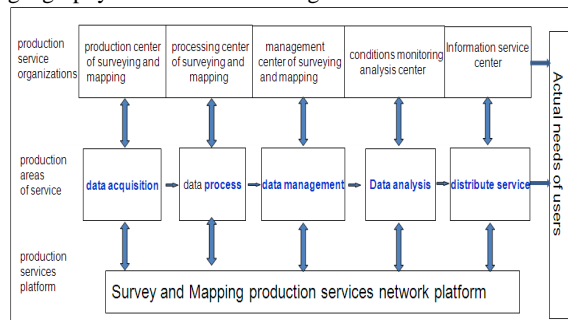 production
service
organizations
production center
of surveying and
mapping
processing center
of surveying and
mapping
management
center of surveying
and mapping
conditions monitoring
analysis center
Information service
center
production
areas
of service
data acquisition
data process
data management
Data analysis
distribute service
production
services
platform
Survey and Mapping production services network platform
Actual needs of users